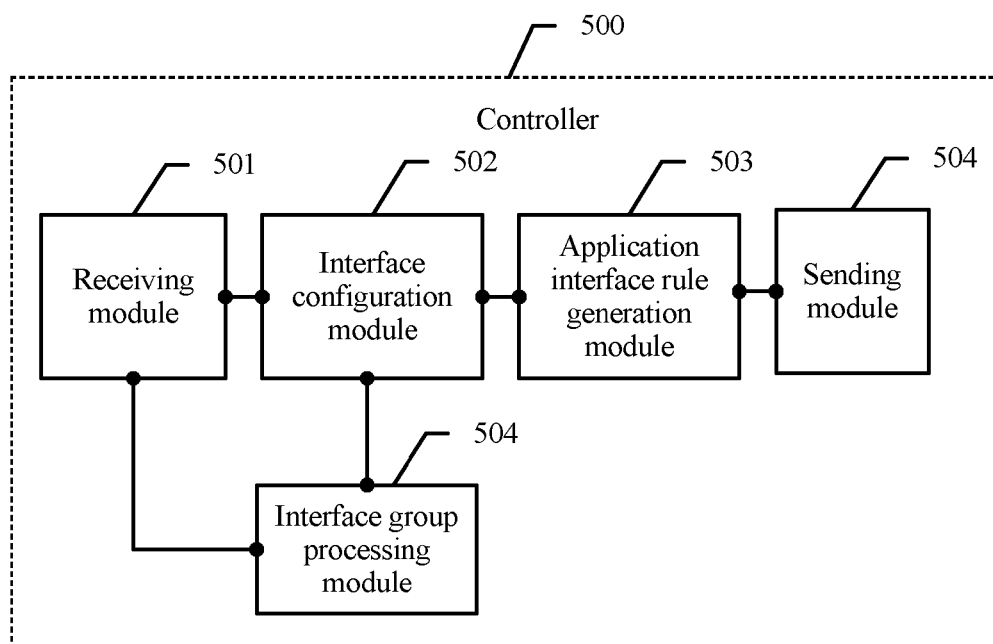 500
Controller
501
502
503
504
Receiving
module
Interface
configuration
module
Application
interface rule
generation
module
Sending
module
504
Interface group
processing
module